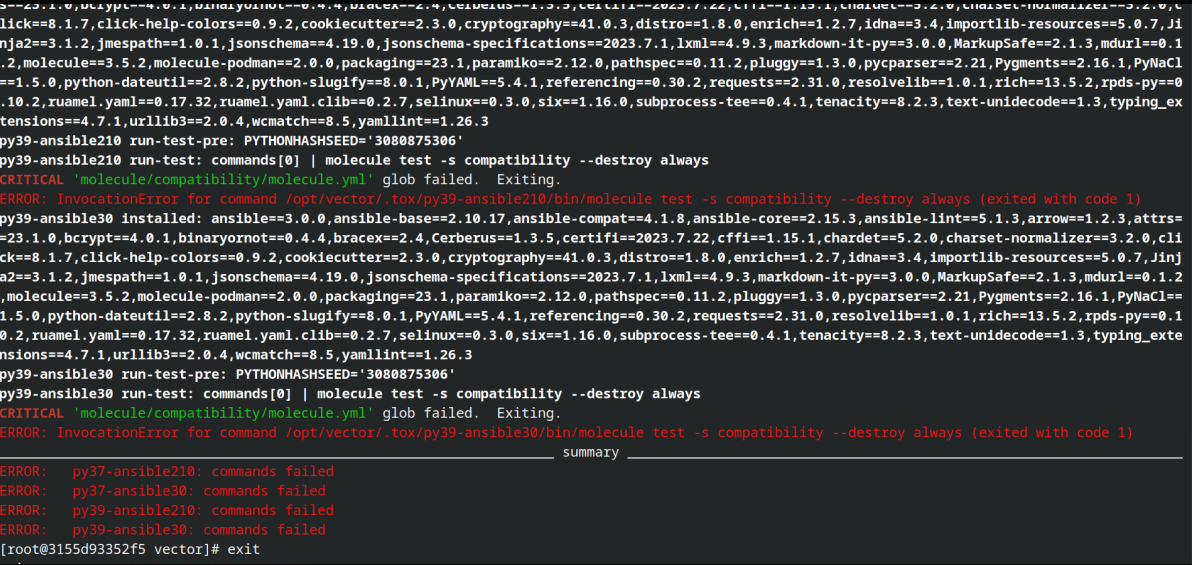 s==23.1.0,bcrypt==4.0.1,binaryornot==0.4.4,bracex==2.4,Cerberus==1.3.5,certifi==2023.7.22,cffi==1.15.1,chardet==5.2.0,charset-normalizer==3.2.0,c
lick==8.1.7,click-help-colors==0.9.2,cookiecutter==2.3.0,cryptography==41.0.3,distro==1.8.0,enrich==1.2.7,idna==3.4,importlib-resources==5.0.7,Ji
nja2==3.1.2,jmespath==1.0.1,jsonschema==4.19.0,jsonschema-specifications==2023.7.1,lxml==4.9.3,markdown-it-py==3.0.0,MarkupSafe==2.1.3,mdurl==0.1
.2,molecule==3.5.2,molecule-podman==2.0.0,packaging==23.1,paramiko==2.12.0,pathspec==0.11.2,pluggy==1.3.0,pycparser==2.21,Pygments==2.16.1,PyNaCl
==1.5.0,python-dateutil==2.8.2,python-slugify==8.0.1,PyYAML==5.4.1,referencing==0.30.2,requests==2.31.0,resolvelib==1.0.1,rich==13.5.2,rpds-py==0
.10.2,ruamel.yaml==0.17.32,ruamel.yaml.clib==0.2.7,selinux==0.3.0,six==1.16.0,subprocess-tee==0.4.1,tenacity==8.2.3,text-unidecode==1.3,typing_ex
tensions==4.7.1,urllib3==2.0.4,wcmatch==8.5,yamllint==1.26.3
py39-ansible210 run-test-pre: PYTHONHASHSEED='3080875306'
py39-ansible210 run-test: commands[0] | molecule test -s compatibility --destroy always
CRITICAL 'molecule/compatibility/molecule.yml' glob failed.  Exiting.
ERROR: InvocationError for command /opt/vector/.tox/py39-ansible210/bin/molecule test -s compatibility --destroy always (exited with code 1)
py39-ansible30 installed: ansible==3.0.0,ansible-base==2.10.17,ansible-compat==4.1.8,ansible-core==2.15.3,ansible-lint==5.1.3,arrow==1.2.3,attrs=
=23.1.0,bcrypt==4.0.1,binaryornot==0.4.4,bracex==2.4,Cerberus==1.3.5,certifi==2023.7.22,cffi==1.15.1,chardet==5.2.0,charset-normalizer==3.2.0,cli
ck==8.1.7,click-help-colors==0.9.2,cookiecutter==2.3.0,cryptography==41.0.3,distro==1.8.0,enrich==1.2.7,idna==3.4,importlib-resources==5.0.7,Jinj
a2==3.1.2,jmespath==1.0.1,jsonschema==4.19.0,jsonschema-specifications==2023.7.1,lxml==4.9.3,markdown-it-py==3.0.0,MarkupSafe==2.1.3,mdurl==0.1.2
,molecule==3.5.2,molecule-podman==2.0.0,packaging==23.1,paramiko==2.12.0,pathspec==0.11.2,pluggy==1.3.0,pycparser==2.21,Pygments==2.16.1,PyNaCl==
1.5.0,python-dateutil==2.8.2,python-slugify==8.0.1,PyYAML==5.4.1,referencing==0.30.2,requests==2.31.0,resolvelib==1.0.1,rich==13.5.2,rpds-py==0.1
0.2,ruamel.yaml==0.17.32,ruamel.yaml.clib==0.2.7,selinux==0.3.0,six==1.16.0,subprocess-tee==0.4.1,tenacity==8.2.3,text-unidecode==1.3,typing_exte
nsions==4.7.1,urllib3==2.0.4,wcmatch==8.5,yamllint==1.26.3
py39-ansible30 run-test-pre: PYTHONHASHSEED='3080875306'
py39-ansible30 run-test: commands[0] | molecule test -s compatibility --destroy always
CRITICAL 'molecule/compatibility/molecule.yml' glob failed.  Exiting.
ERROR: InvocationError for command /opt/vector/.tox/py39-ansible30/bin/molecule test -s compatibility --destroy always (exited with code 1)
summary
ERROR:   py37-ansible210: commands failed
ERROR:   py37-ansible30: commands failed
ERROR:   py39-ansible210: commands failed
ERROR:   py39-ansible30: commands failed
[root@3155d93352f5 vector]# exit